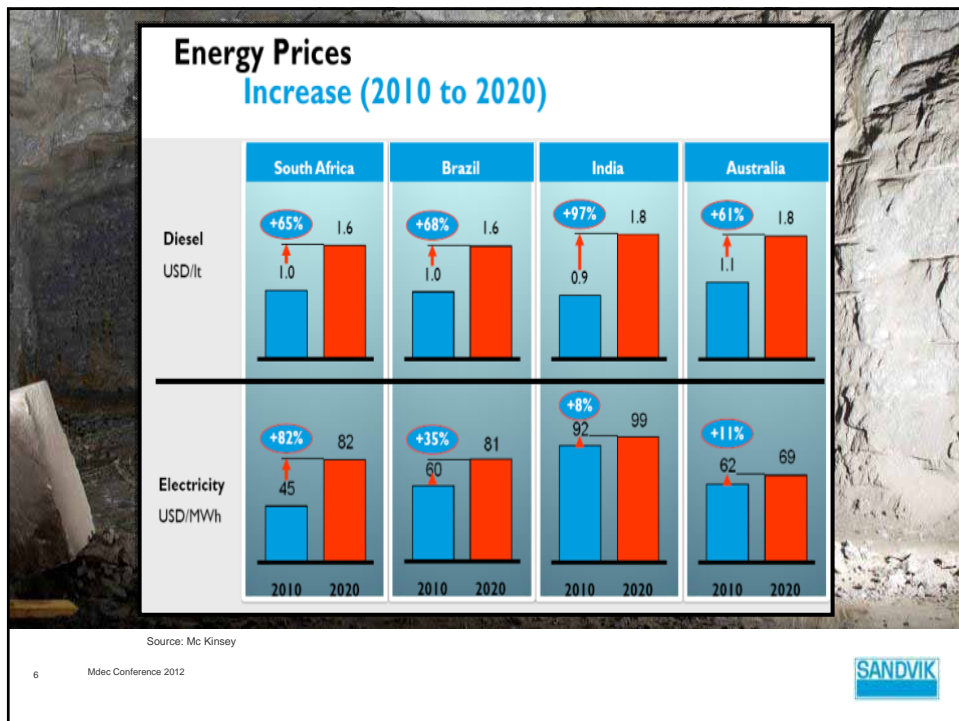 Energy Prices
Increase (2010 to 2020)
South Africa Brazil India Australia
Diesel
USD/lt
+65% 1.6
1.0
+68% 1.6
1.0
+97% 1.8
0.9
+61% 1.8
1.1
Electricity
USD/MWh
+82% 82
45
+35% 81
60
+8% 99
92
+11% 69
62
2010 2020 2010 2020 2010 2020 2010 2020
Source: Mc Kinsey
6 Mdec Conference 2012
SANDVIK